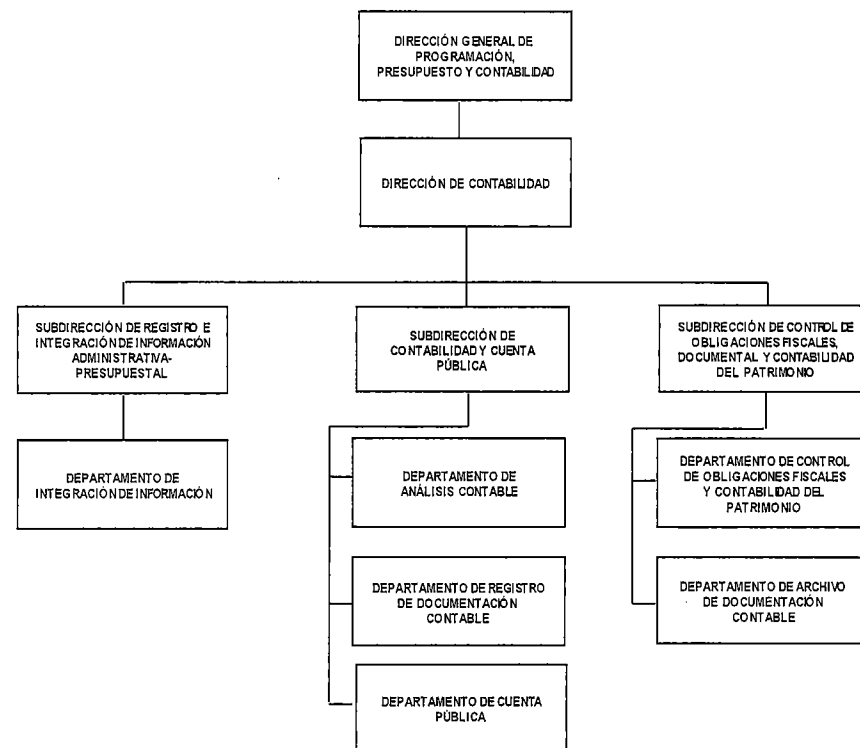 DIRECCIÓN GENERAL DE
PROGRAMACIÓN,
PRESUPUESTO Y CONTABILIDAD
DIRECCIÓN DE CONTABILIDAD
SUBDIRECCIÓN DE REGISTRO E
INTEGRACIÓN DE INFORMACIÓN
ADMINISTRATIVA-
PRESUPUESTAL
SUBDIRECCIÓN DE
CONTABILIDAD Y CUENTA
PÚBLICA
SUBDIRECCIÓN DE CONTROL DE
OBLIGACIONES FISCALES,
DOCUMENTAL Y CONTABILIDAD
DEL PATRIMONIO
DEPARTAMENTO DE
INTEGRACIÓN DE INFORMACIÓN
DEPARTAMENTO DE
ANÁLISIS CONTABLE
DEPARTAMENTO DE CONTROL
DE OBLIGACIONES FISCALES
Y CONTABILIDAD DEL
PATRIMONIO
DEPARTAMENTO DE REGISTRO
DE DOCUMENTACIÓN
CONTABLE
DEPARTAMENTO DE ARCHIVO
DE DOCUMENTACIÓN
CONTABLE
DEPARTAMENTO DE CUENTA
PÚBLICA